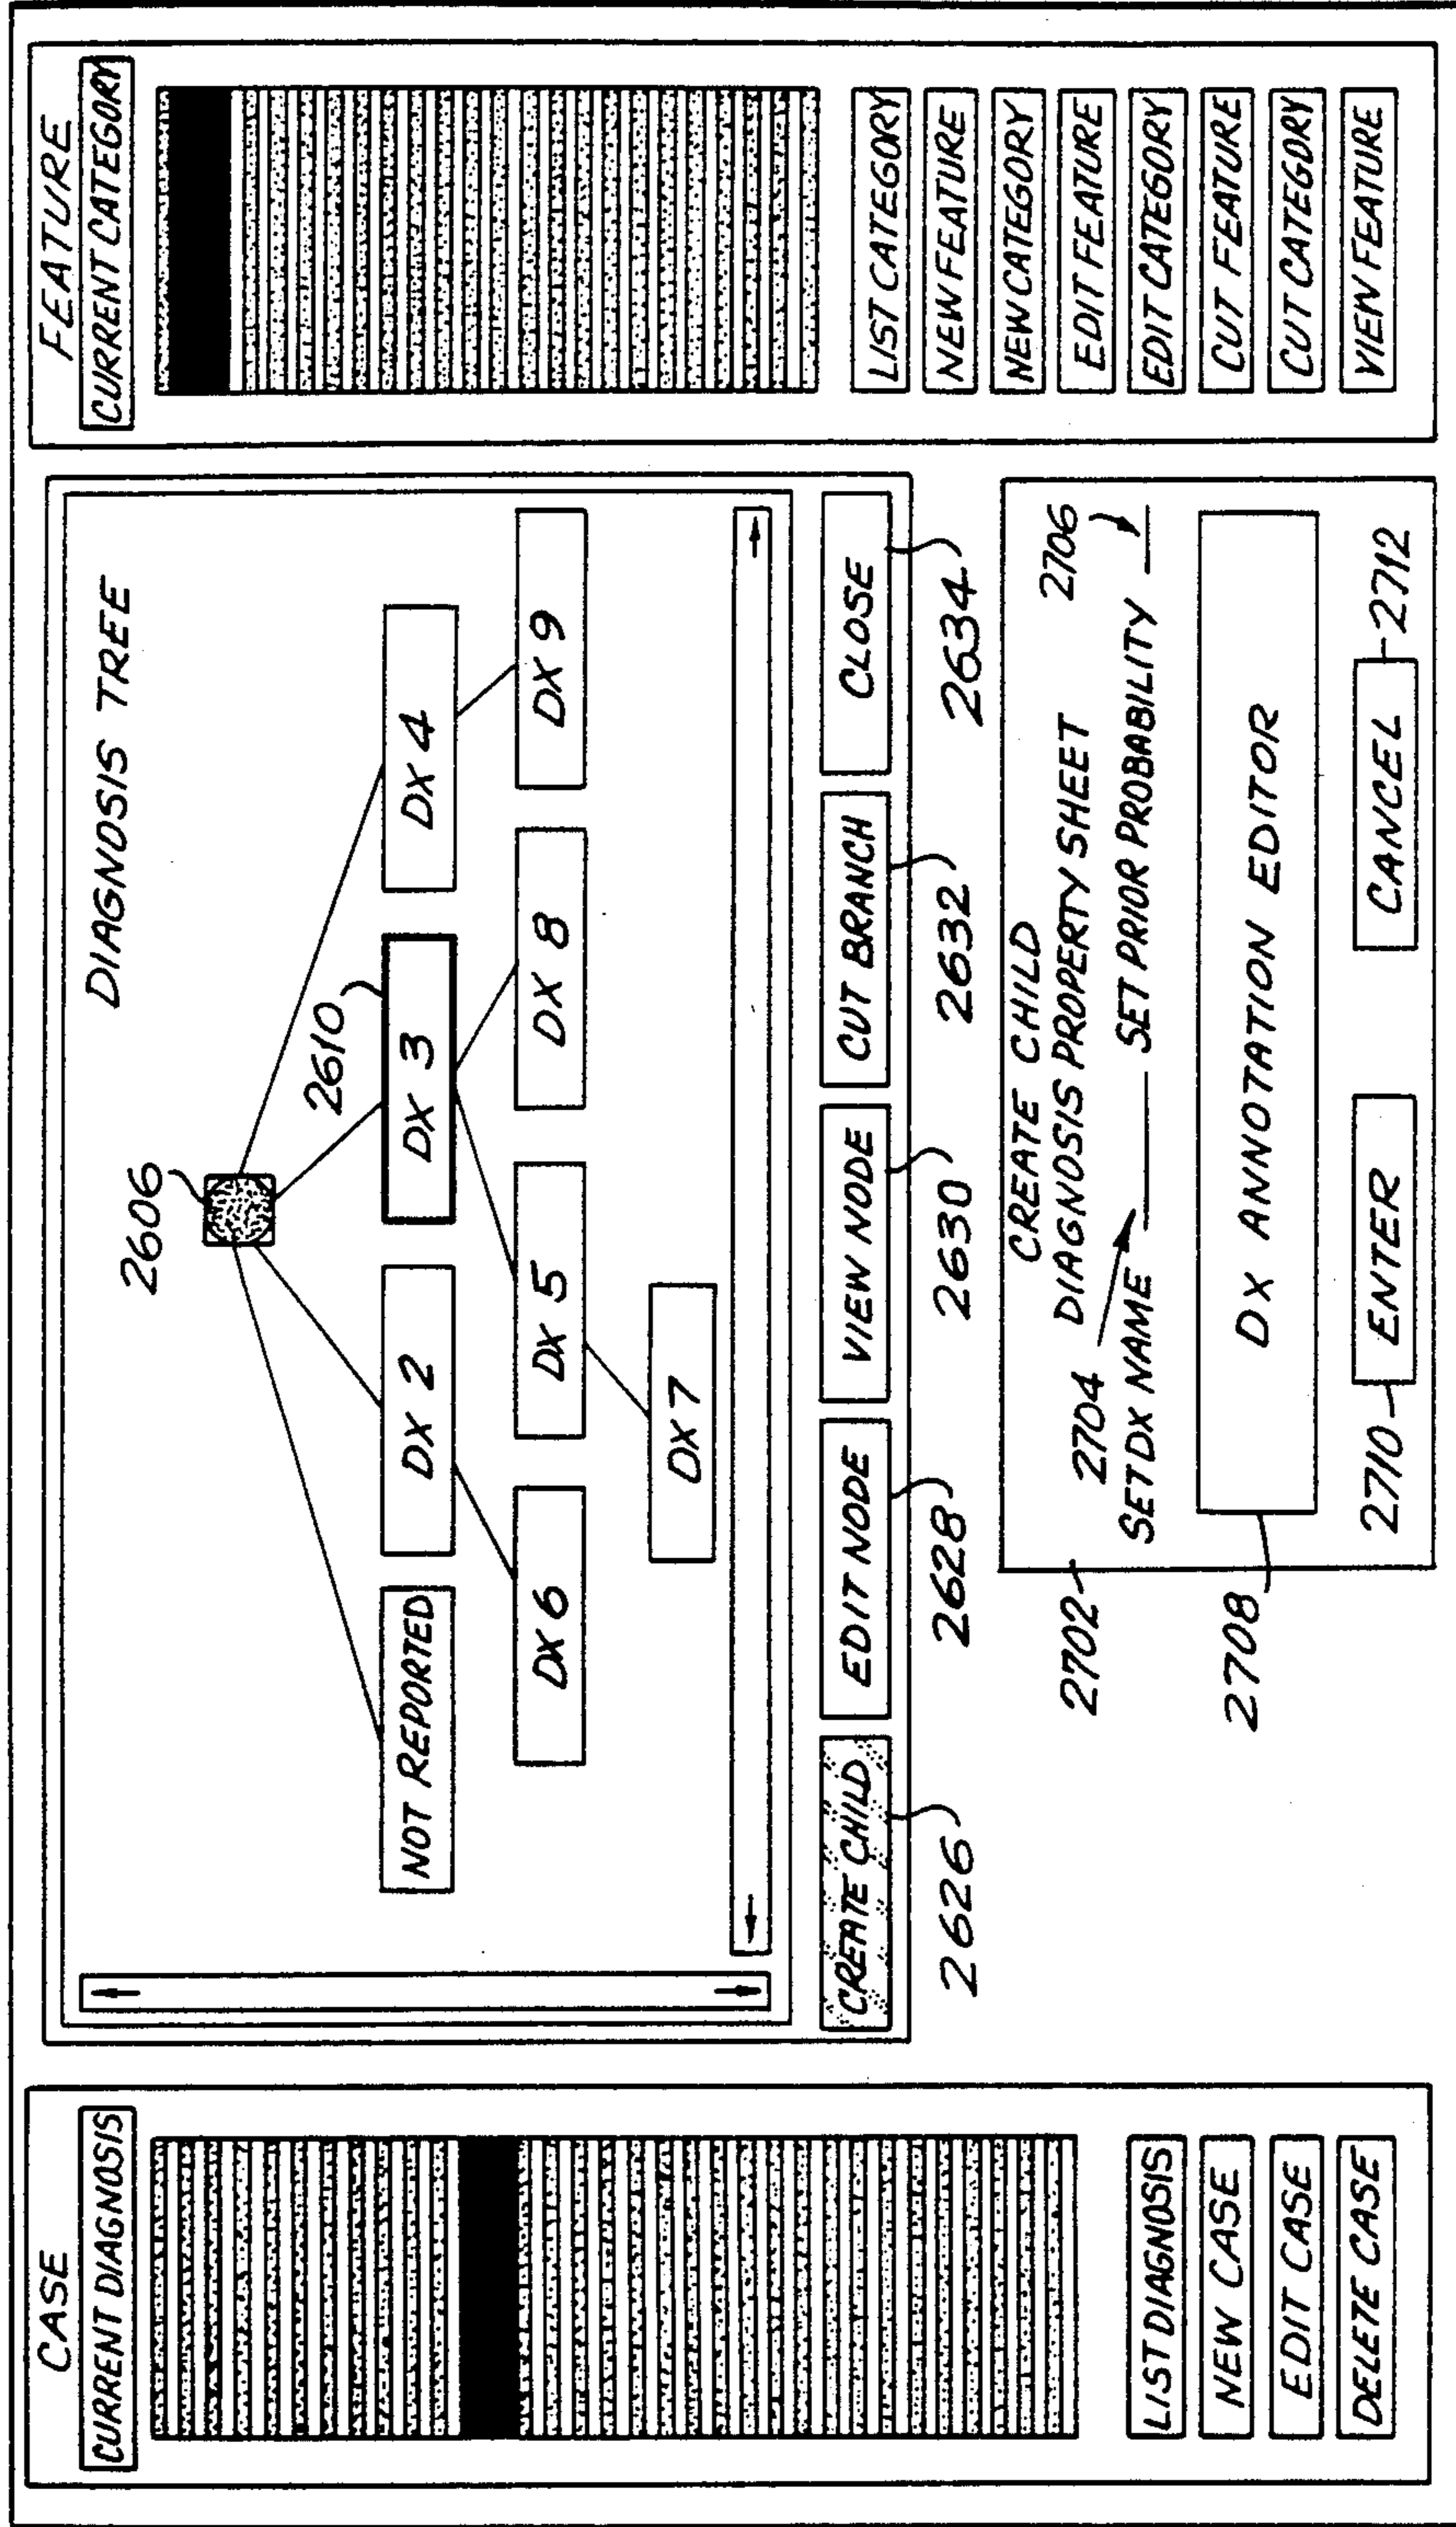 CASE
CURRENT DIAGNOSIS
LIST DIAGNOSIS
NEW CASE
EDIT CASE
DELETE CASE
DIAGNOSIS TREE
2606
2610
NOT REPORTED
DX 2
DX 3
DX 4
DX 6
DX 5
DX 8
DX 9
DX 7
CREATE CHILD
EDIT NODE
VIEW NODE
CUT BRANCH
CLOSE
2626
2628
2630
2632
2634
CREATE CHILD
2704 DIAGNOSIS PROPERTY SHEET 2706
2702
SET DX NAME SET PRIOR PROBABILITY
DX ANNOTATION EDITOR
2708
2710 ENTER CANCEL 2712
FEATURE
CURRENT CATEGORY
LIST CATEGORY
NEW FEATURE
NEW CATEGORY
EDIT FEATURE
EDIT CATEGORY
CUT FEATURE
CUT CATEGORY
VIEN FEATURE